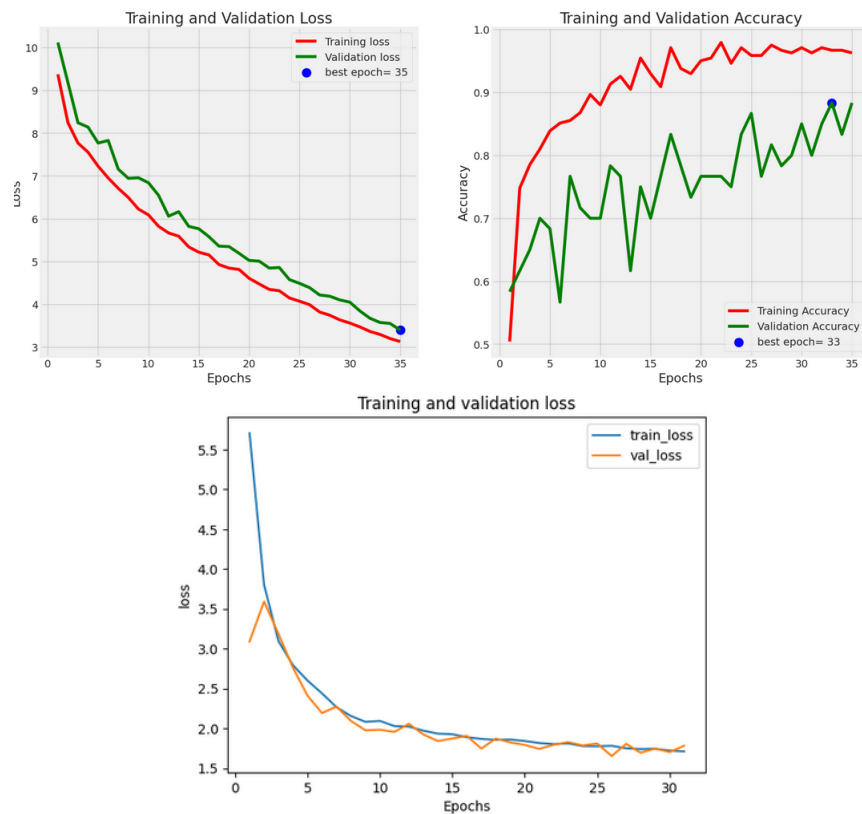 Training and Validation Loss
10
9
8
7
6
5
4
3
Loss
Training loss
Validation loss
best epoch= 35
0 5 10 15 20 25 30 35
Epochs
Training and Validation Accuracy
1.0
0.9
0.8
0.7
0.6
0.5
Accuracy
Training Accuracy
Validation Accuracy
best epoch= 33
0 5 10 15 20 25 30 35
Epochs
Training and validation loss
5.5
5.0
4.5
4.0
3.5
3.0
2.5
2.0
1.5
loss
train_loss
val_loss
0 5 10 15 20 25 30
Epochs